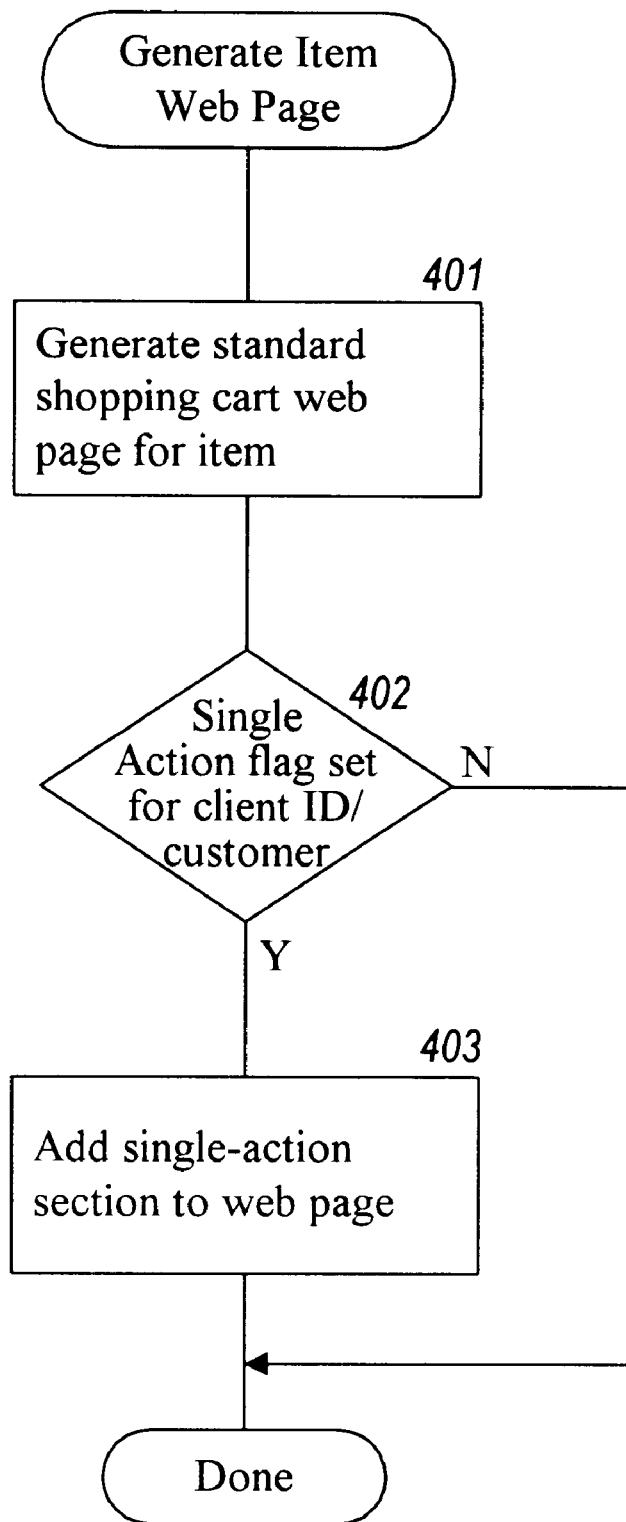 Generate Item
Web Page
401
Generate standard
shopping cart web
page for item
402
Single
Action flag set
for client ID/
customer
N
Y
403
Add single-action
section to web page
Done